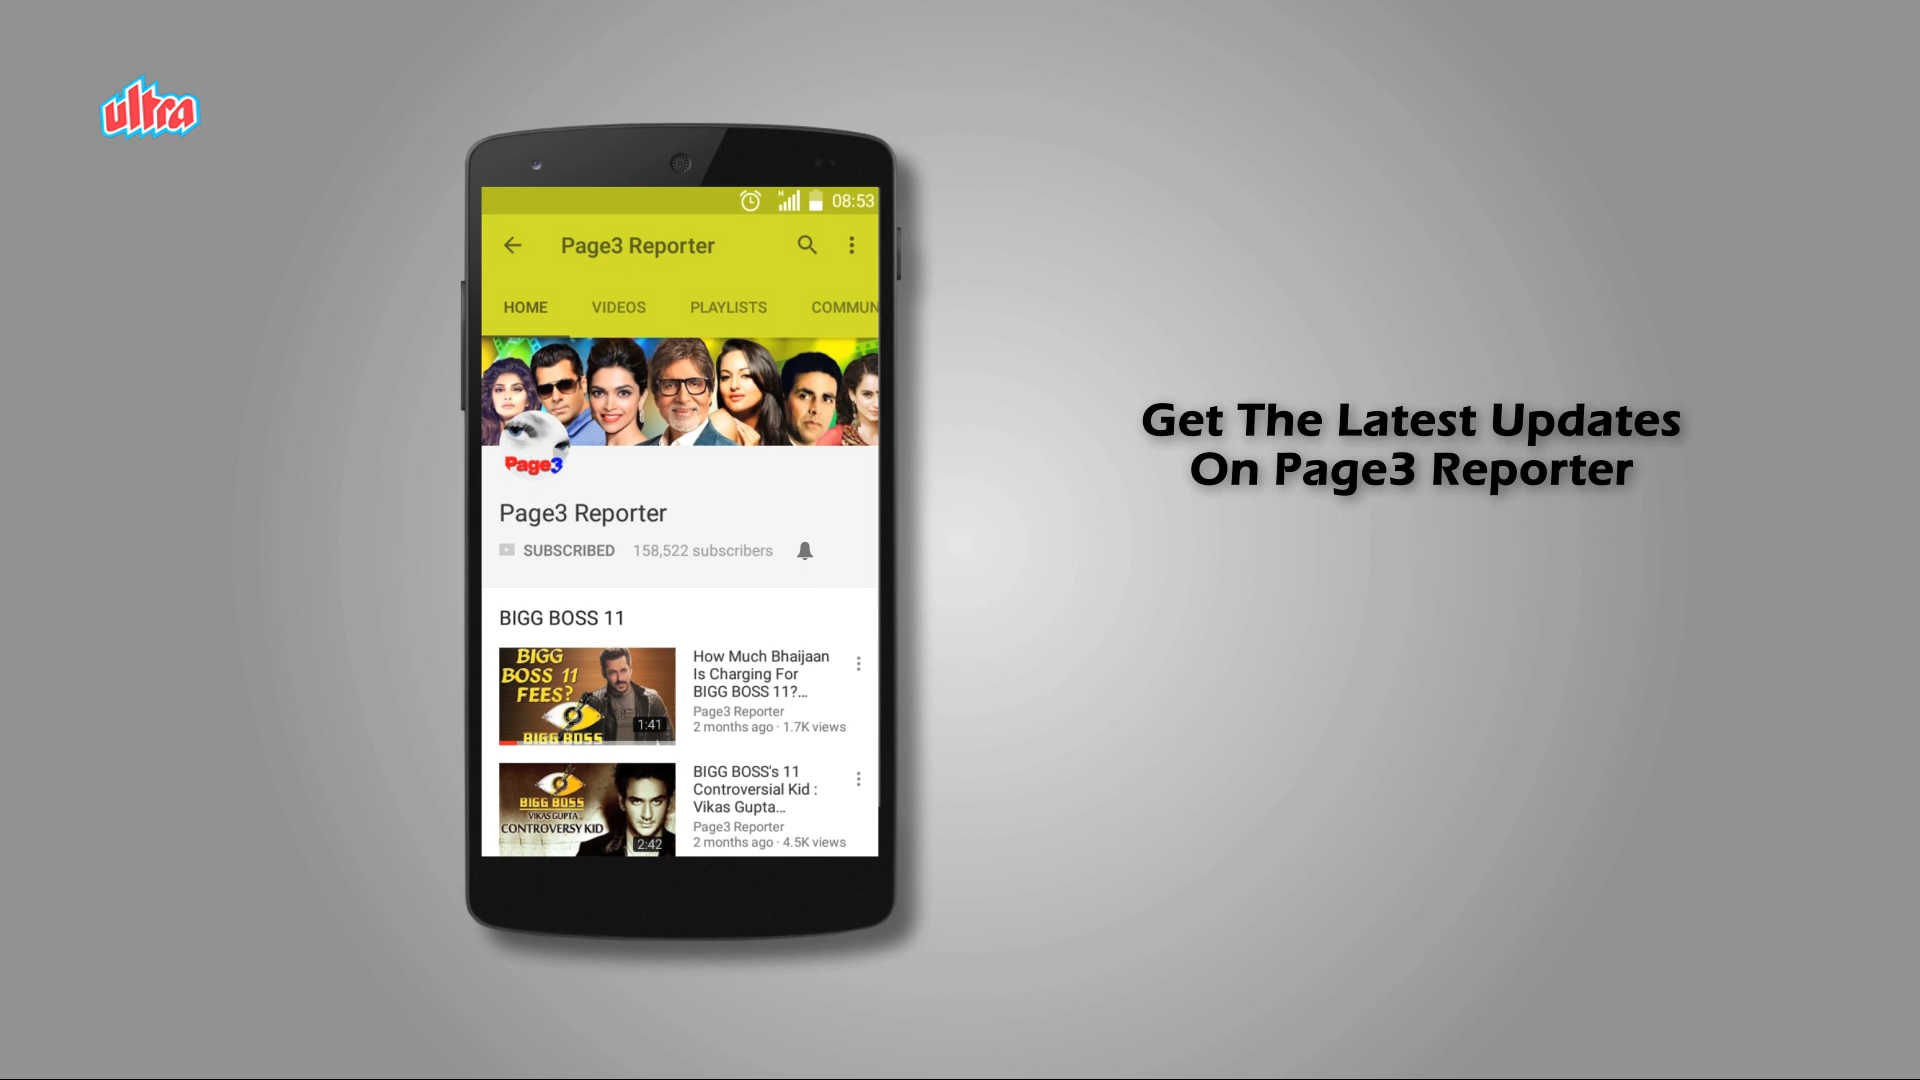 ultra
08:53
Page3 Reporter
HOME VIDEOS PLAYLISTS COMMUN
Page3
Page3 Reporter
SUBSCRIBED 158,522 subscribers
BIGG BOSS 11
BIGG
BOSS 11
FEES?
BIGG BOSS
1:41
How Much Bhaijaan
Is Charging For
BIGG BOSS 11?...
Page3 Reporter
2 months ago · 1.7K views
BIGG BOSS
VIKAS GUPTA
CONTROVERSY KID
2:42
BIGG BOSS's 11
Controversial Kid :
Vikas Gupta...
Page3 Reporter
2 months ago · 4.5K views
Get The Latest Updates
On Page3 Reporter